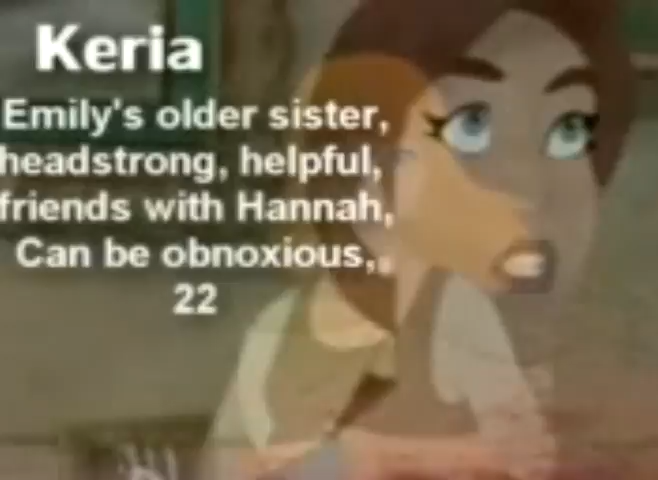 Keria
Emily's older sister,
headstrong, helpful,
friends with Hannah,
Can be obnoxious,
22